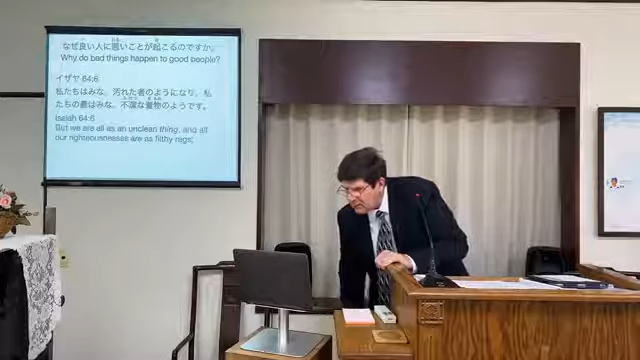 なぜ良い人に悪いことが起こるのですか。
Why do bad things happen to good people?
イザヤ 64:6
私たちはみな、汚れた者のようになり、私
たちの義はみな、不潔な着物のようです。
Isaiah 64:6
But we are all as an unclean thing, and all
our righteousnesses are as filthy rags;